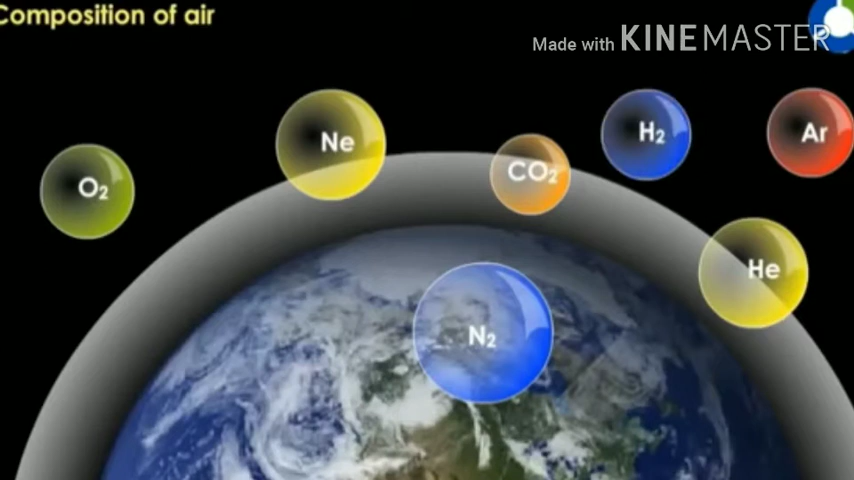 Composition of air
Made with KINEMASTER
O₂
Ne
CO₂
H₂
Ar
He
N₂